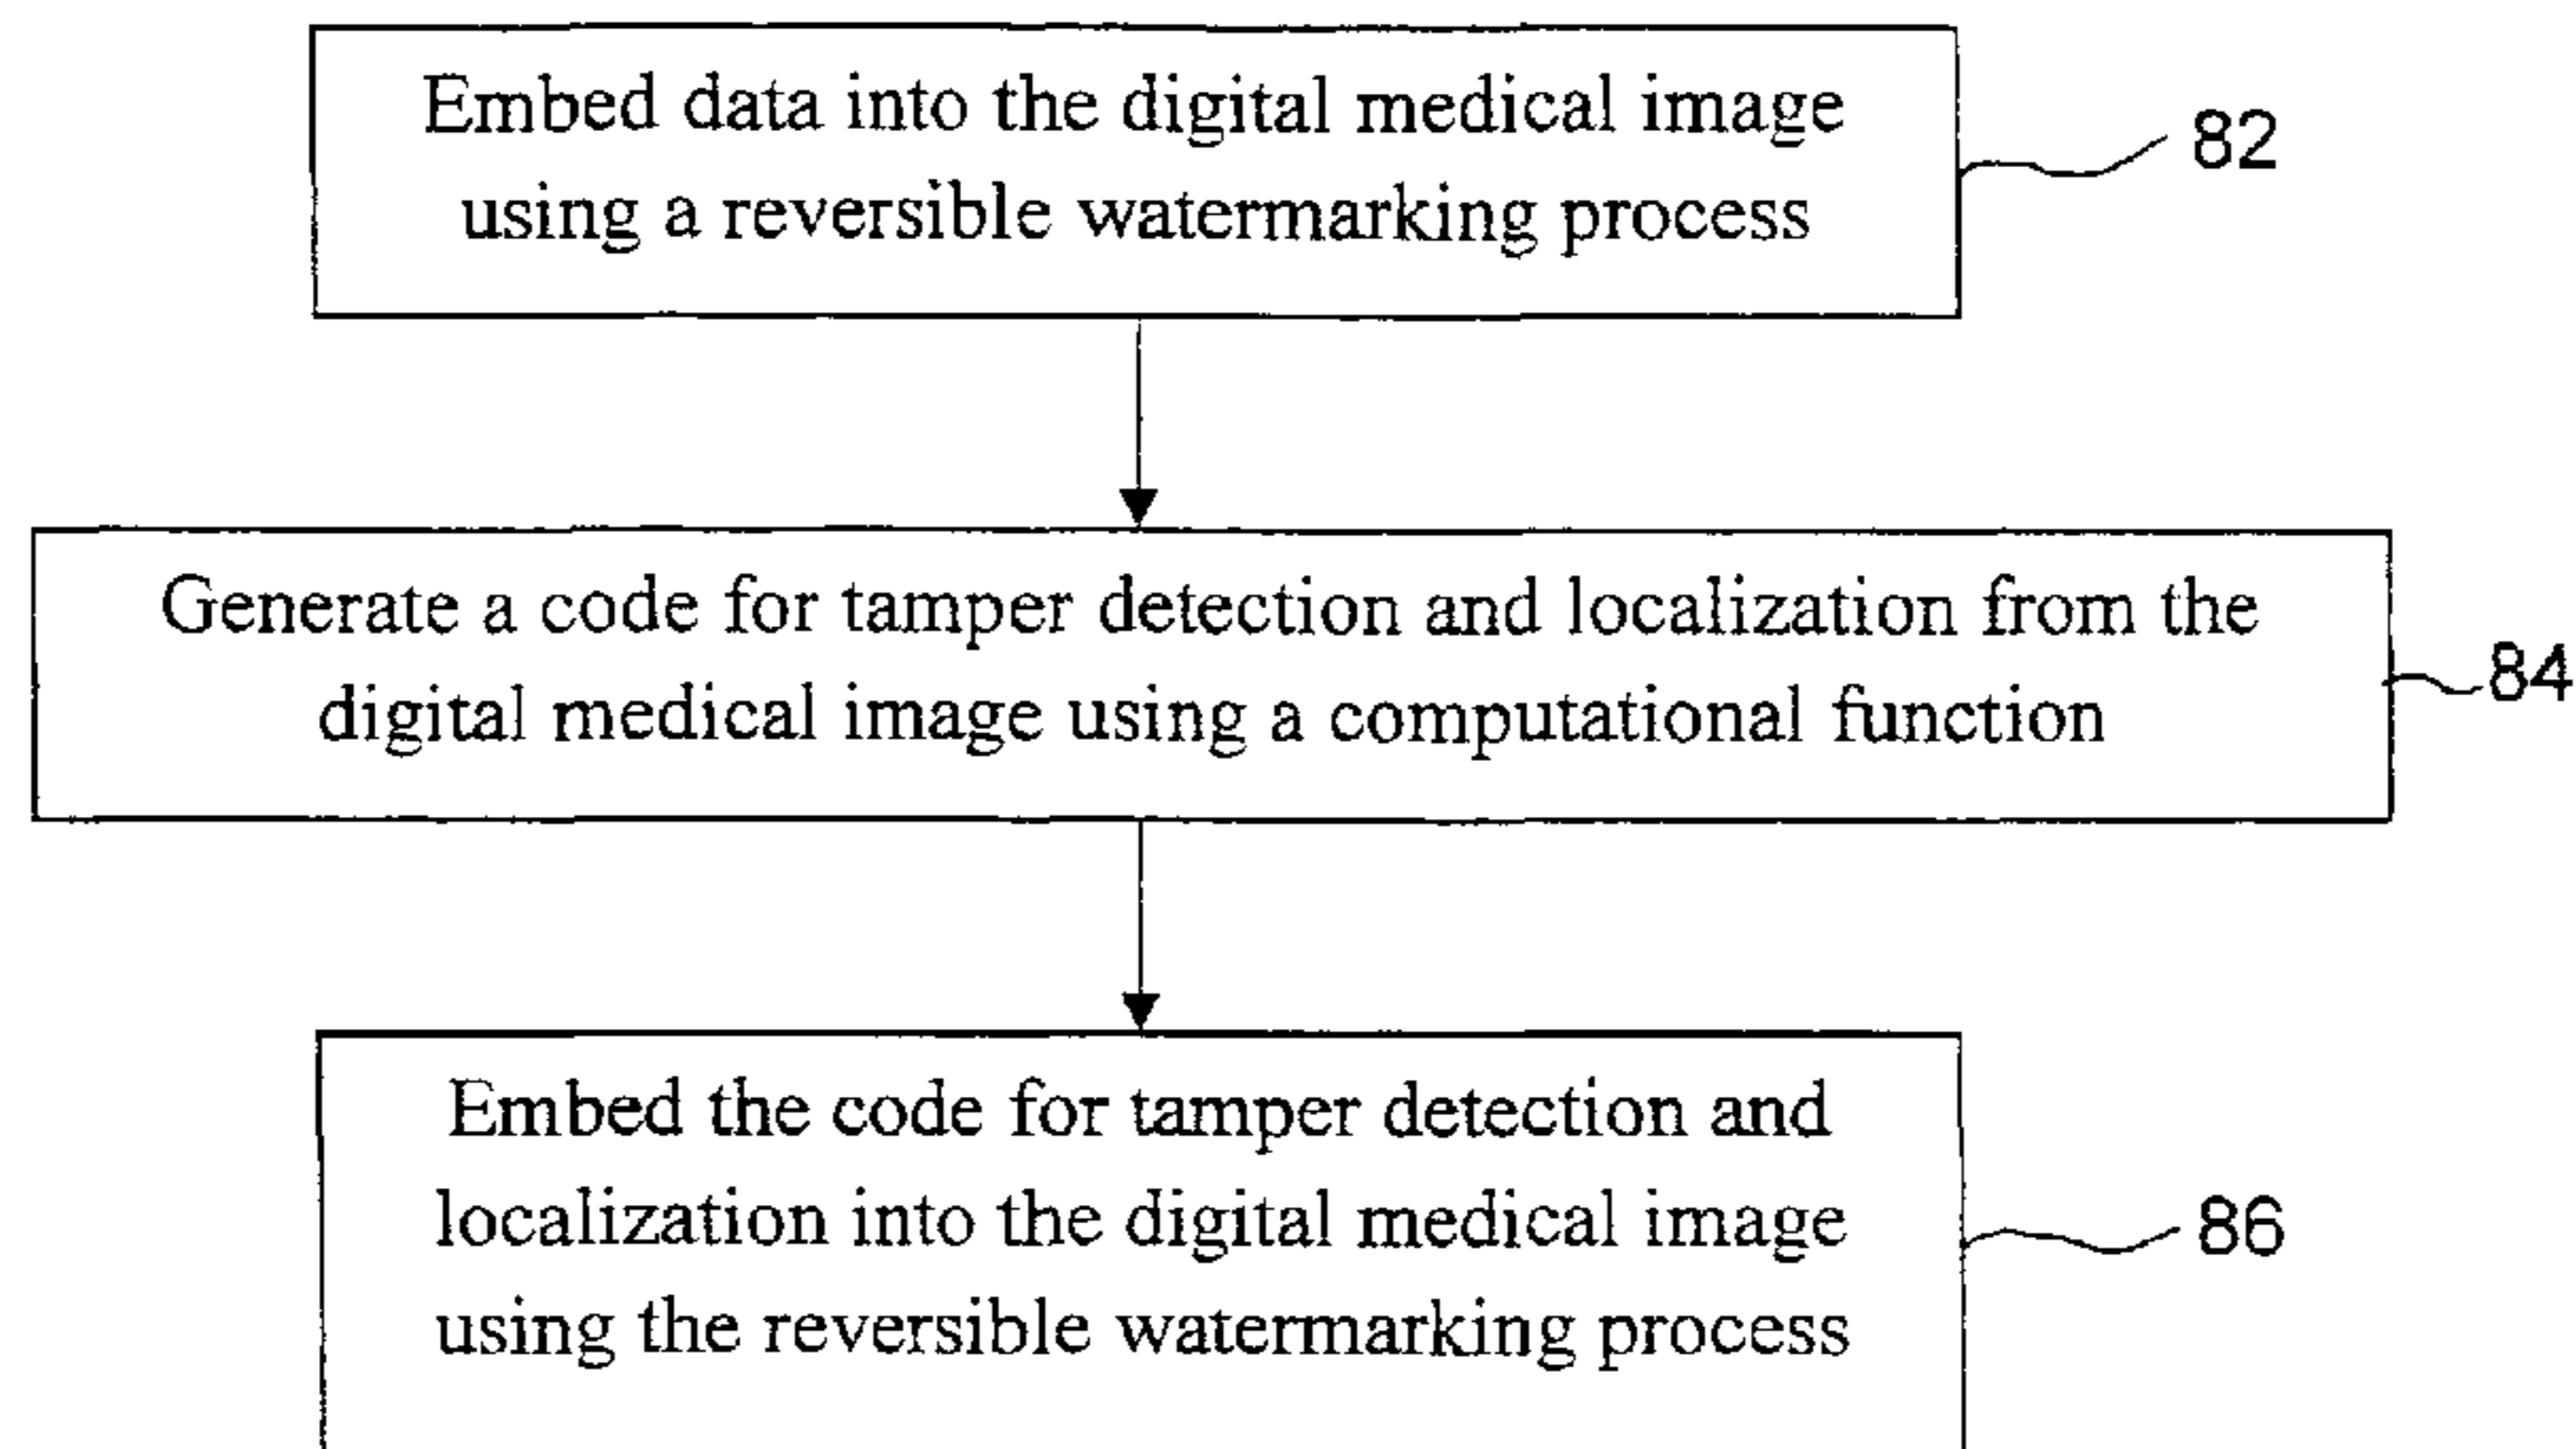 Embed data into the digital medical image
using a reversible watermarking process
82
Generate a code for tamper detection and localization from the
digital medical image using a computational function
84
Embed the code for tamper detection and
localization into the digital medical image
using the reversible watermarking process
86